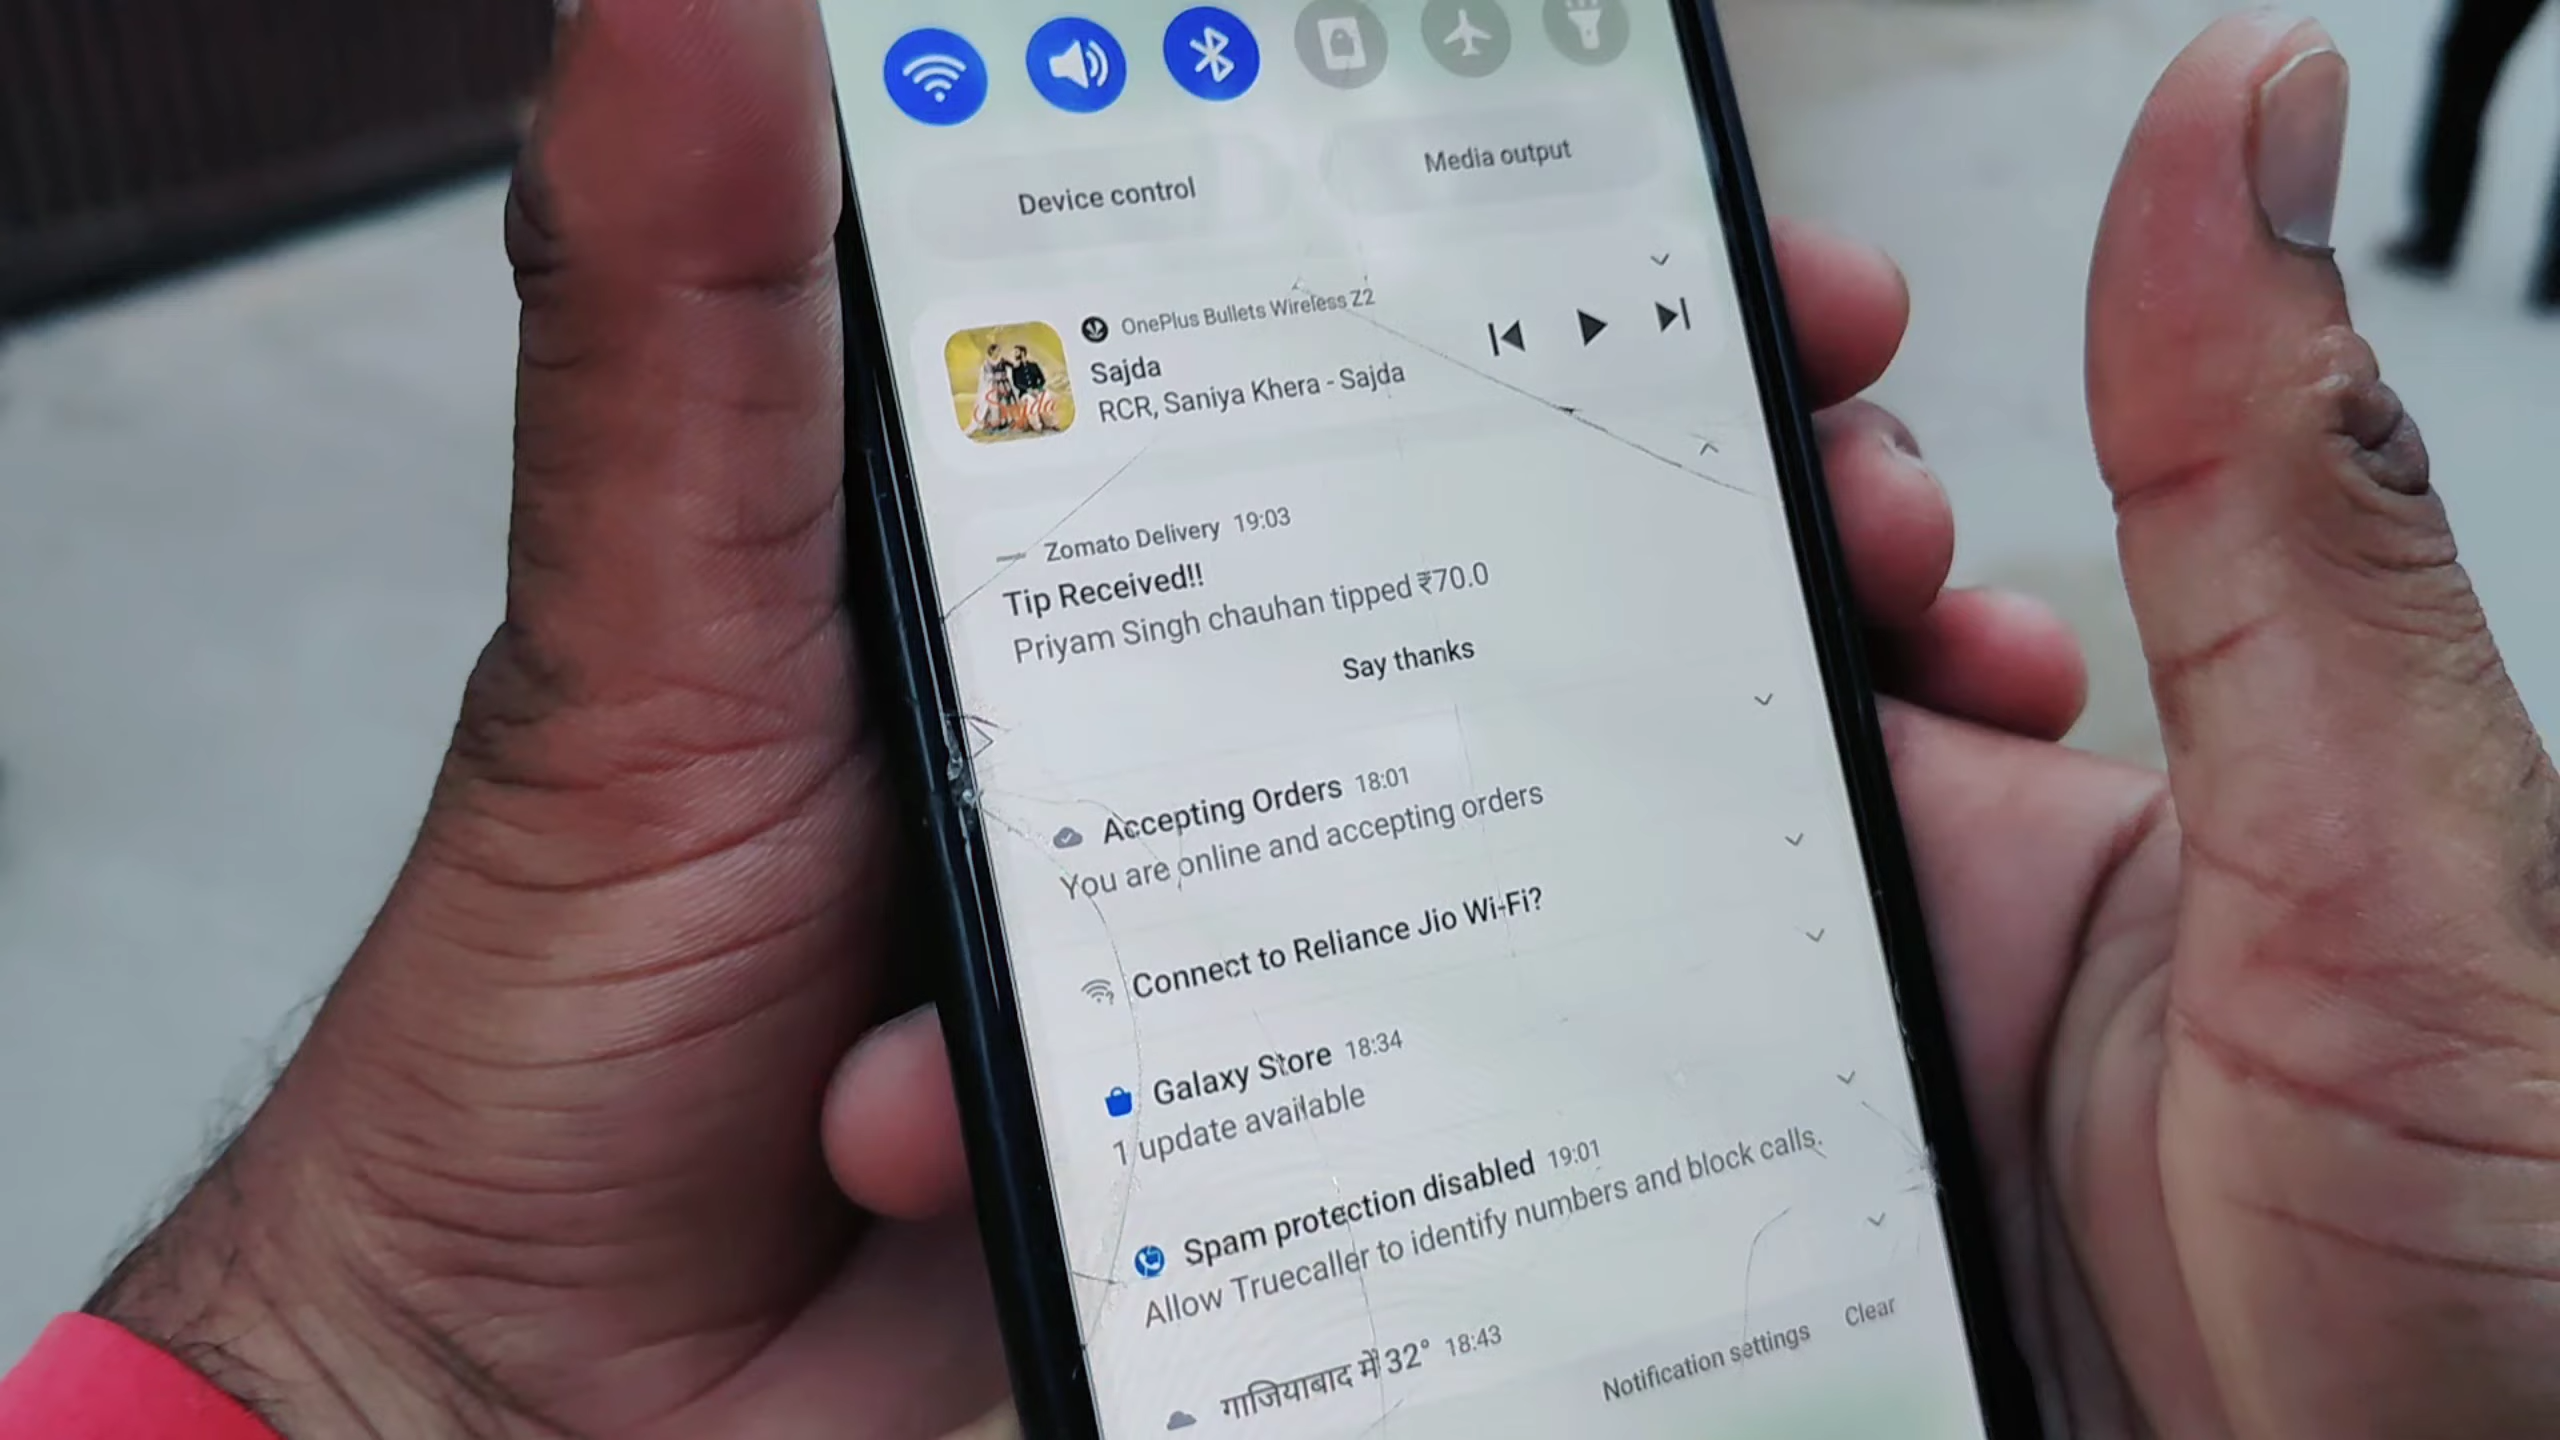 Device control
Media output
OnePlus Bullets Wireless Z2
Sajda
RCR, Saniya Khera - Sajda
Sajda
Zomato Delivery 19:03
Tip Received!!
Priyam Singh chauhan tipped ₹70.0
Say thanks
Accepting Orders 18:01
You are online and accepting orders
Connect to Reliance Jio Wi-Fi?
Galaxy Store 18:34
1 update available
Spam protection disabled 19:01
Allow Truecaller to identify numbers and block calls.
गाजियाबाद में 32° 18:43
Notification settings
Clear